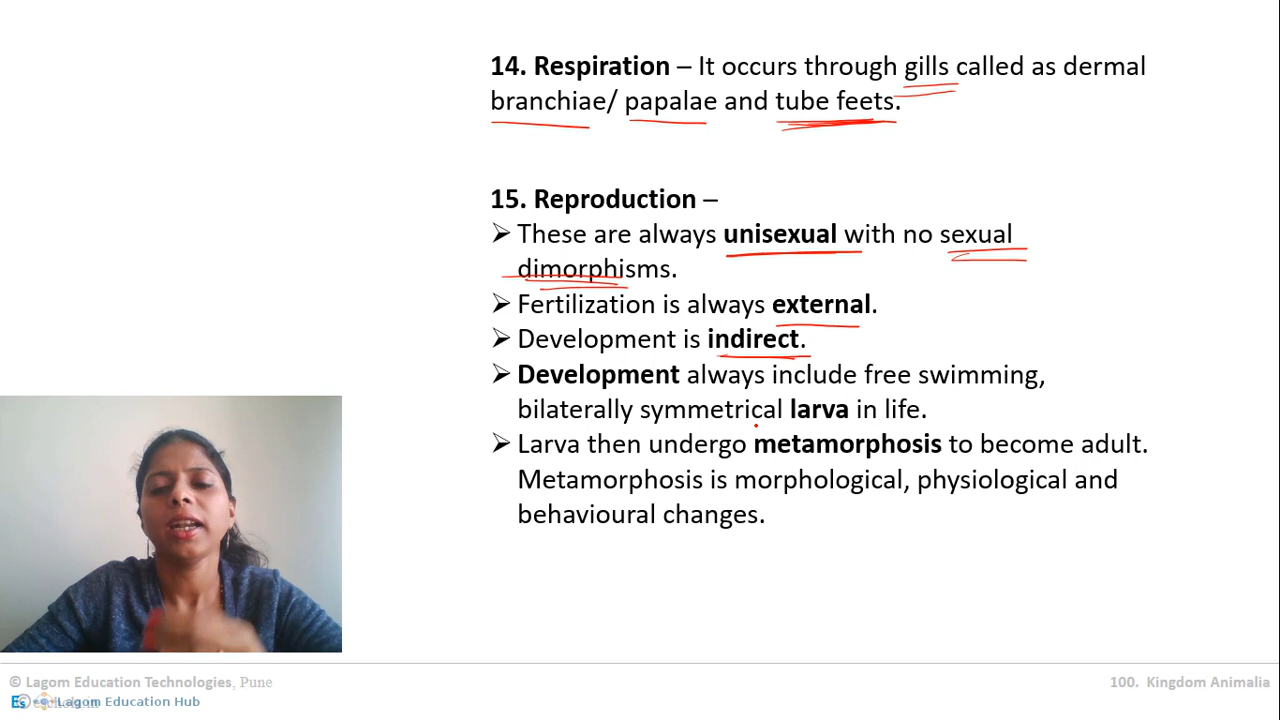 14. Respiration – It occurs through gills called as dermal
branchiae/ papalae and tube feets.
15. Reproduction –
➢ These are always unisexual with no sexual
dimorphisms.
➢ Fertilization is always external.
➢ Development is indirect.
➢ Development always include free swimming,
bilaterally symmetrical larva in life.
➢ Larva then undergo metamorphosis to become adult.
Metamorphosis is morphological, physiological and
behavioural changes.
© Lagom Education Technologies, Pune
100. Kingdom Animalia
Lagom Education Hub